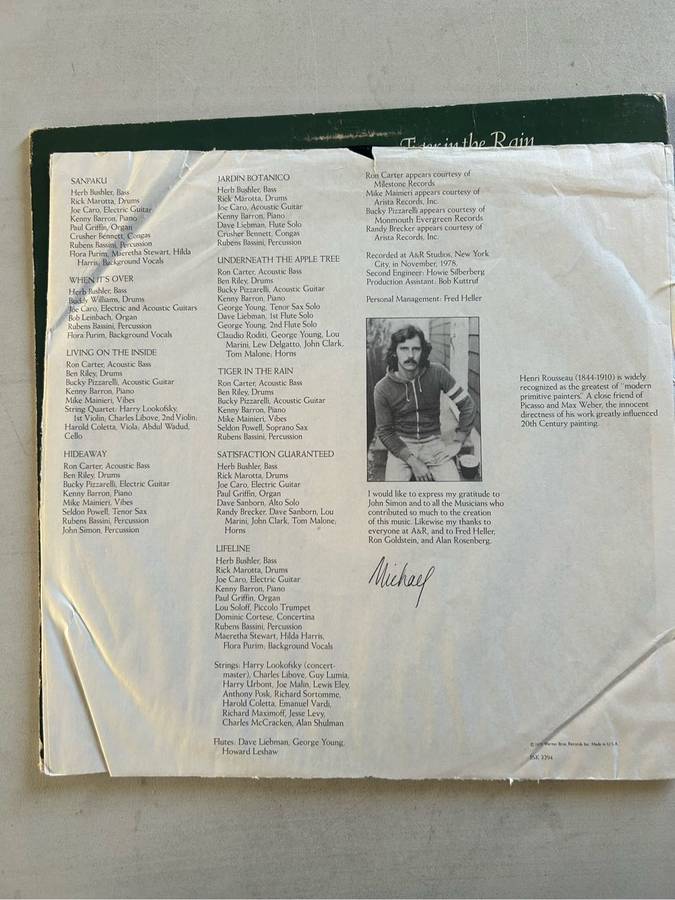 Tiger in the Rain
SANPAKU
Herb Bushler, Bass
Rick Marotta, Drums
Joe Caro, Electric Guitar
Kenny Barron, Piano
Paul Griffin, Organ
Crusher Bennett, Congas
Rubens Bassini, Percussion
Flora Purim, Maeretha Stewart, Hilda
Harris, Background Vocals
WHEN IT'S OVER
Herb Bushler, Bass
Buddy Williams, Drums
Joe Caro, Electric and Acoustic Guitars
Bob Leinbach, Organ
Rubens Bassini, Percussion
Flora Purim, Background Vocals
LIVING ON THE INSIDE
Ron Carter, Acoustic Bass
Ben Riley, Drums
Bucky Pizzarelli, Acoustic Guitar
Kenny Barron, Piano
Mike Mainieri, Vibes
String Quartet: Harry Lookofsky,
1st Violin; Charles Libove, 2nd Violin;
Harold Coletta, Viola; Abdul Wadud,
Cello
HIDEAWAY
Ron Carter, Acoustic Bass
Ben Riley, Drums
Bucky Pizzarelli, Electric Guitar
Kenny Barron, Piano
Mike Mainieri, Vibes
Seldon Powell, Tenor Sax
Rubens Bassini, Percussion
John Simon, Percussion
JARDIN BOTANICO
Herb Bushler, Bass
Rick Marotta, Drums
Joe Caro, Acoustic Guitar
Kenny Barron, Piano
Dave Liebman, Flute Solo
Crusher Bennett, Congas
Rubens Bassini, Percussion
UNDERNEATH THE APPLE TREE
Ron Carter, Acoustic Bass
Ben Riley, Drums
Bucky Pizzarelli, Acoustic Guitar
Kenny Barron, Piano
George Young, Tenor Sax Solo
Dave Liebman, 1st Flute Solo
George Young, 2nd Flute Solo
Claudio Roditi, George Young, Lou
Marini, Lew Delgatto, John Clark,
Tom Malone; Horns
TIGER IN THE RAIN
Ron Carter, Acoustic Bass
Ben Riley, Drums
Bucky Pizzarelli, Acoustic Guitar
Kenny Barron, Piano
Mike Mainieri, Vibes
Seldon Powell, Soprano Sax
Rubens Bassini, Percussion
SATISFACTION GUARANTEED
Herb Bushler, Bass
Rick Marotta, Drums
Joe Caro, Electric Guitar
Paul Griffin, Organ
Dave Sanborn, Alto Solo
Randy Brecker, Dave Sanborn, Lou
Marini, John Clark, Tom Malone;
Horns
LIFELINE
Herb Bushler, Bass
Rick Marotta, Drums
Joe Caro, Electric Guitar
Kenny Barron, Piano
Paul Griffin, Organ
Lou Soloff, Piccolo Trumpet
Dominic Cortese, Concertina
Rubens Bassini, Percussion
Maeretha Stewart, Hilda Harris,
Flora Purim; Background Vocals
Strings: Harry Lookofsky (concert-
master), Charles Libove, Guy Lumia,
Harry Urbont, Joe Malin, Lewis Eley,
Anthony Posk, Richard Sortomme,
Harold Coletta, Emanuel Vardi,
Richard Maximoff, Jesse Levy,
Charles McCracken, Alan Shulman
Flutes: Dave Liebman, George Young,
Howard Leshaw
Ron Carter appears courtesy of
Milestone Records
Mike Mainieri appears courtesy of
Arista Records, Inc.
Bucky Pizzarelli appears courtesy of
Monmouth Evergreen Records
Randy Brecker appears courtesy of
Arista Records, Inc.
Recorded at A&R Studios, New York
City, in November, 1978,
Second Engineer: Howie Silberberg
Production Assistant: Bob Kuttruf
Personal Management: Fred Heller
I would like to express my gratitude to
John Simon and to all the Musicians who
contributed so much to the creation
of this music. Likewise my thanks to
everyone at A&R, and to Fred Heller,
Ron Goldstein, and Alan Rosenberg.
Michael
Henri Rousseau (1844-1910) is widely
recognized as the greatest of "modern
primitive painters." A close friend of
Picasso and Max Weber, the innocent
directness of his work greatly influenced
20th Century painting.
© 1979 Warner Bros. Records Inc. Made in U.S.A.
BSK 3294